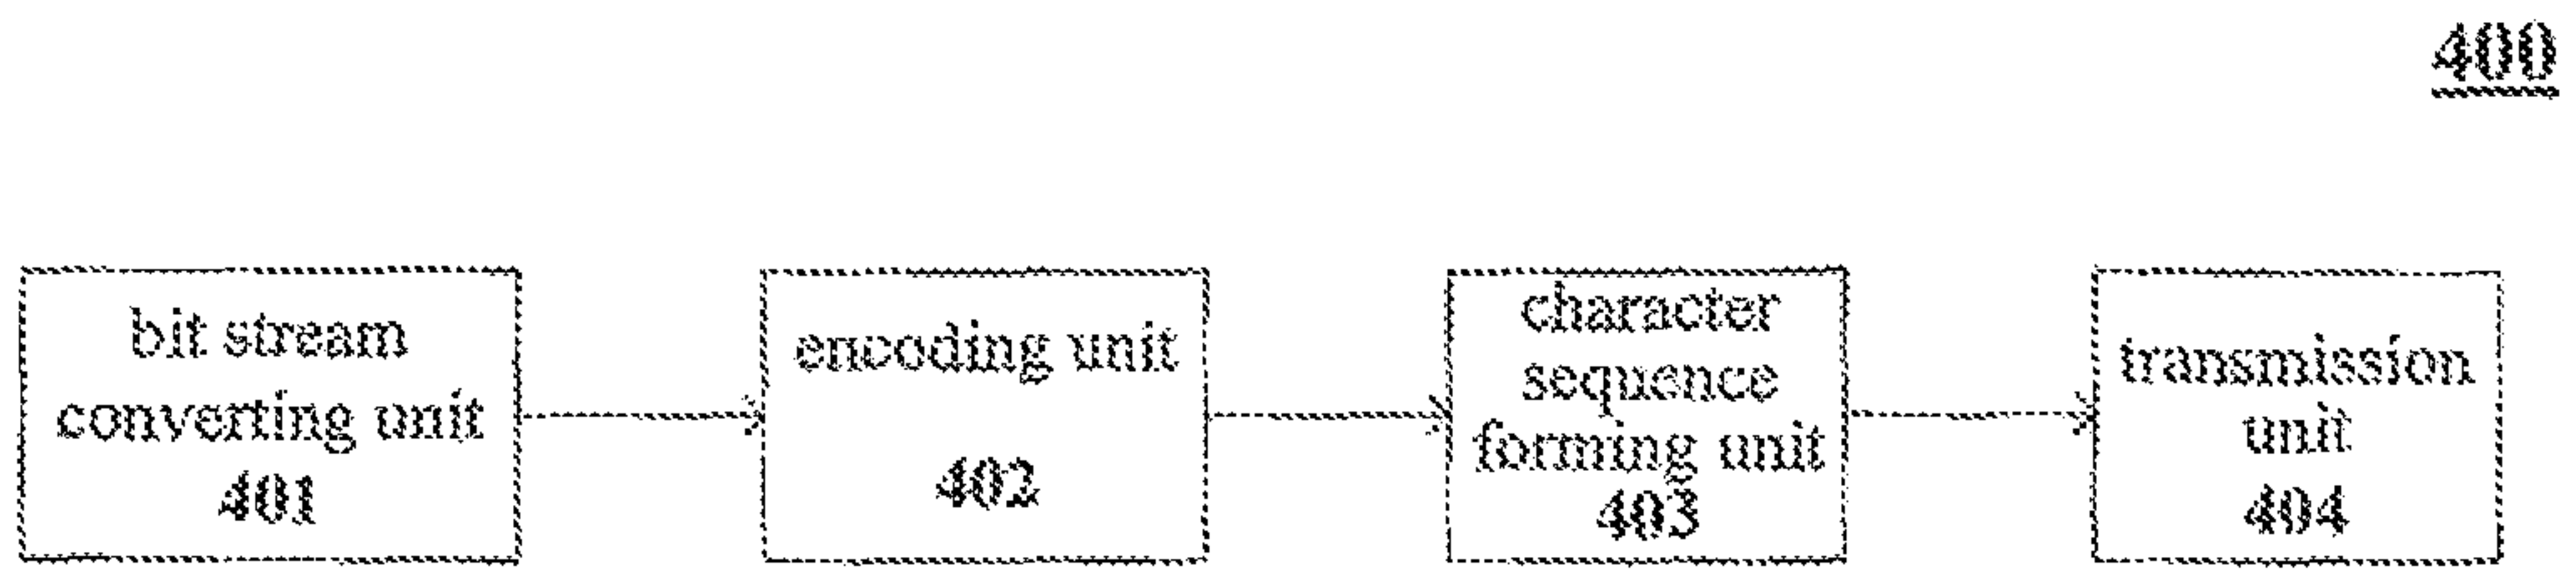 400
bit stream
converting unit
401
encoding unit
402
character
sequence
forming unit
403
transmission
unit
404